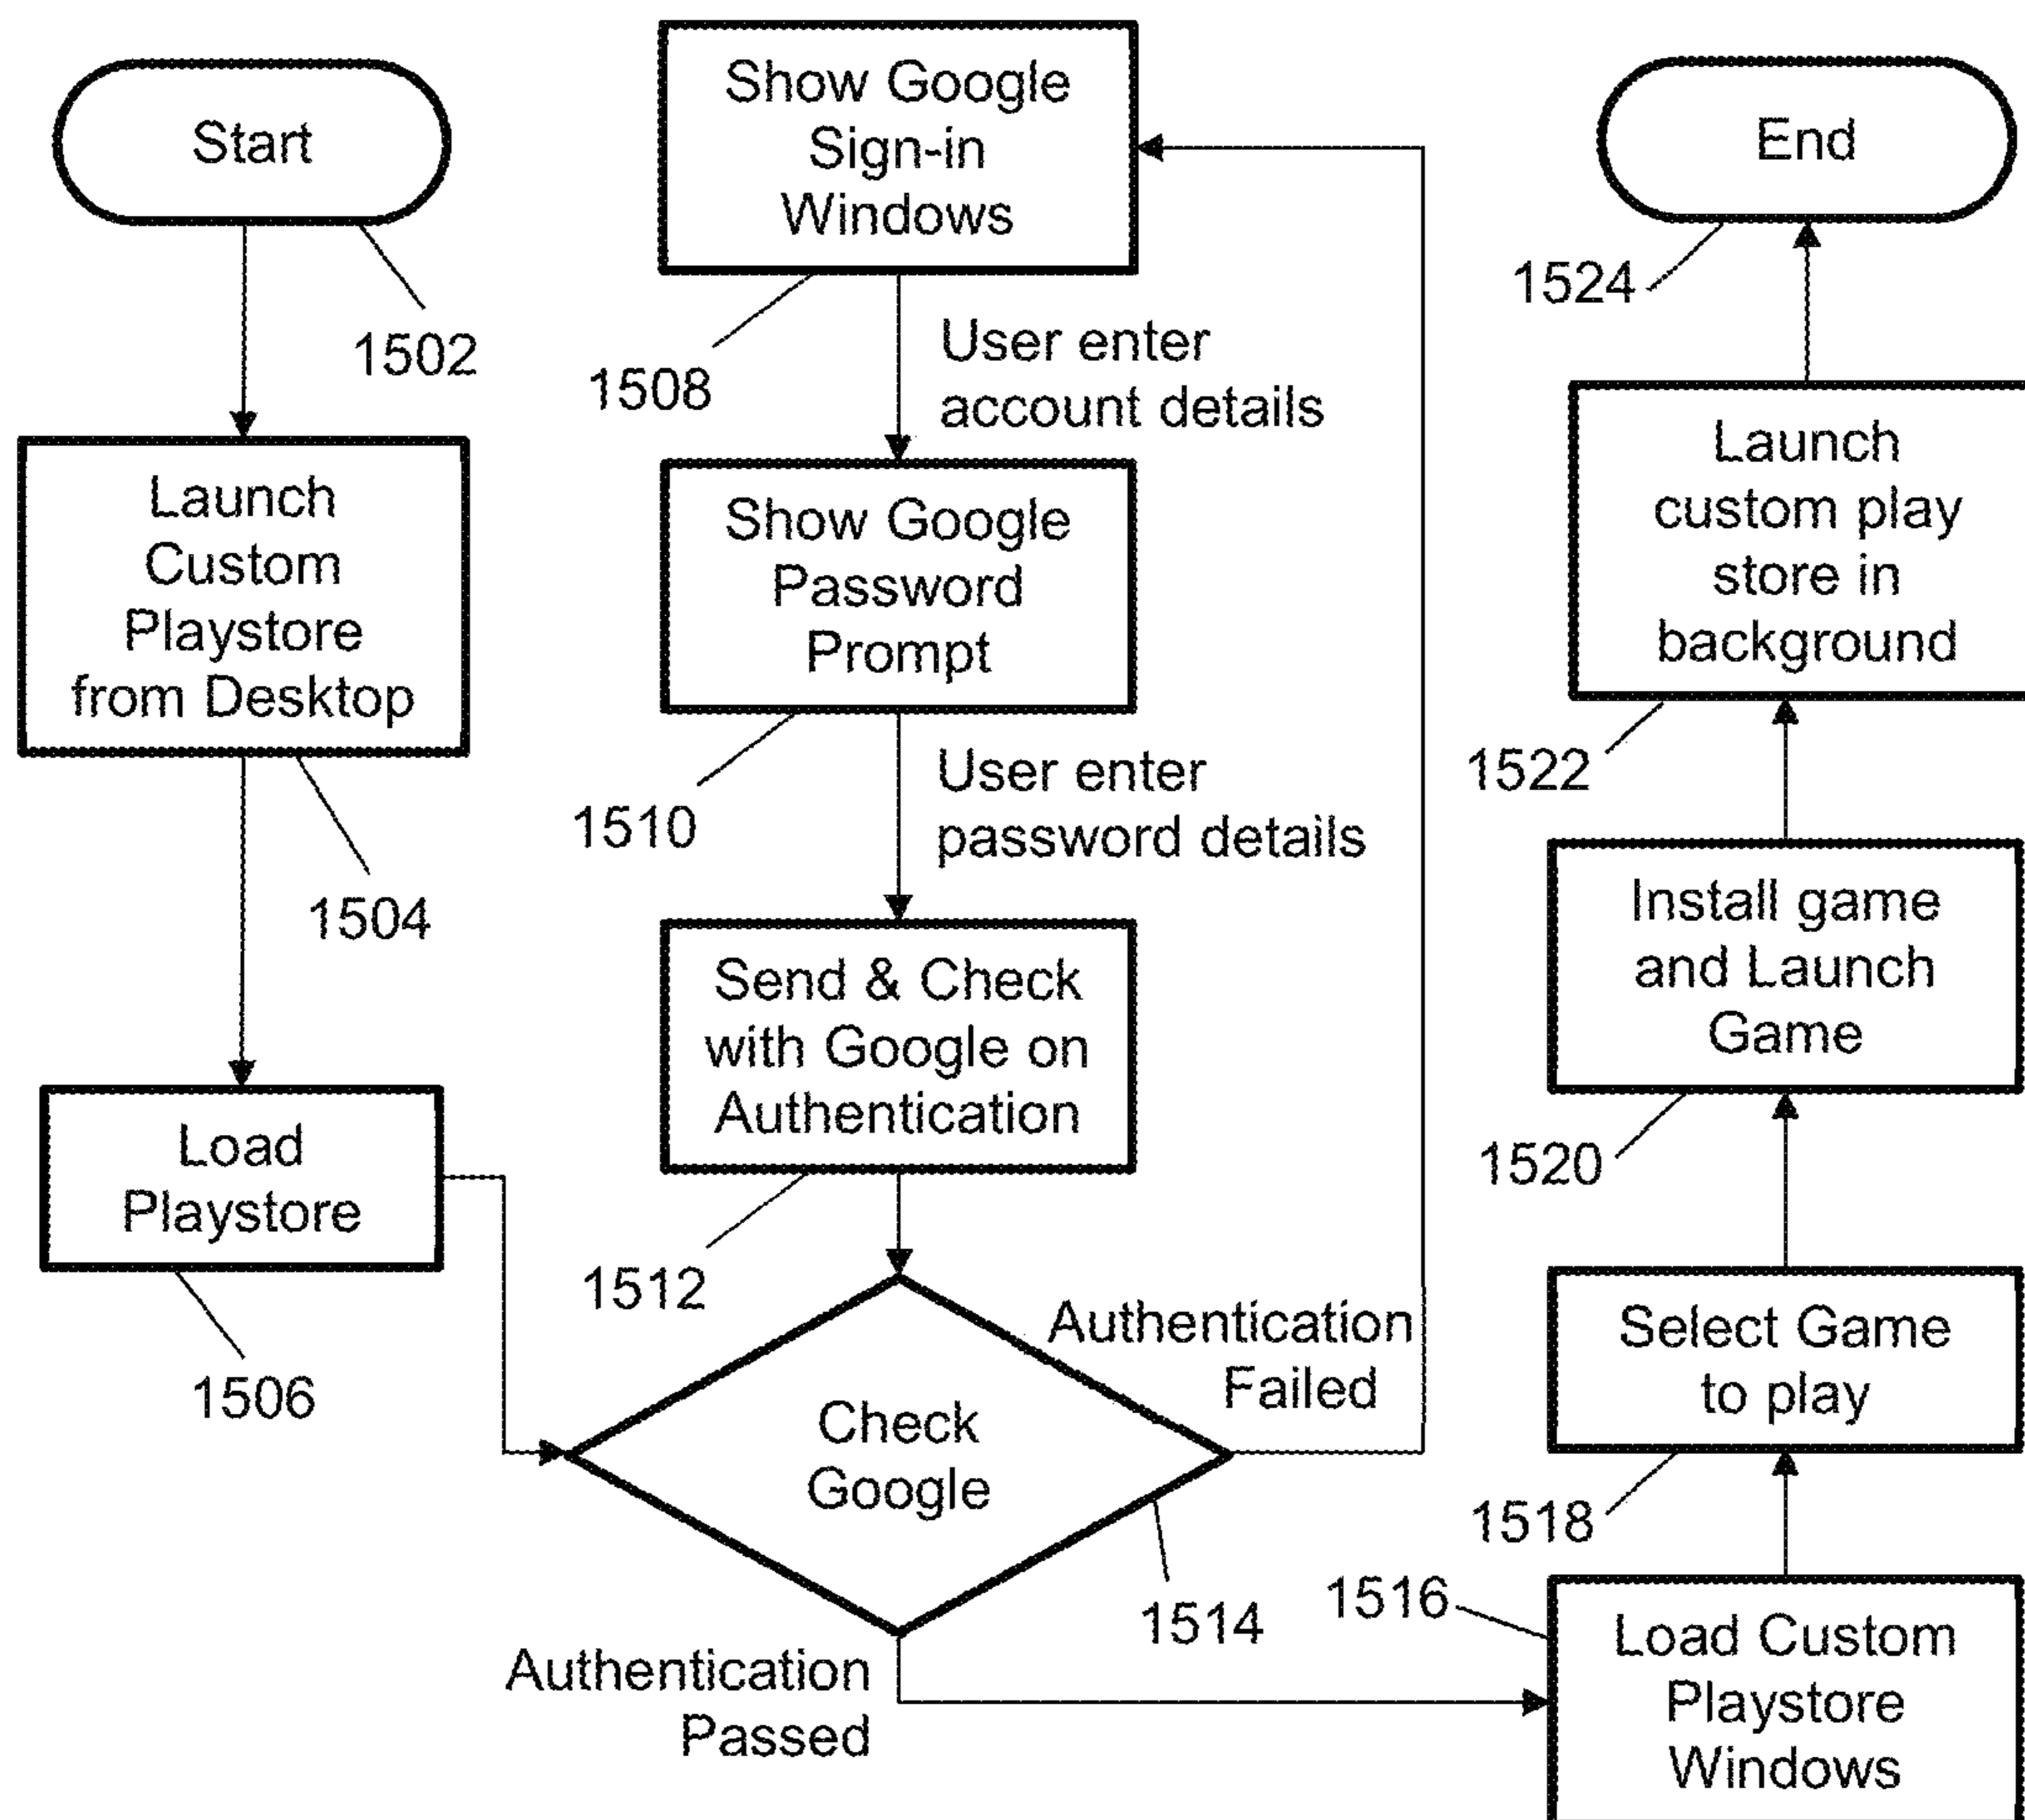 Start
1502
Launch
Custom
Playstore
from Desktop
1504
Load
Playstore
1506
Show Google
Sign-in
Windows
1508
User enter
account details
Show Google
Password
Prompt
1510
User enter
password details
Send & Check
with Google on
Authentication
1512
Check
Google
1514
Authentication
Failed
Authentication
Passed
1516
Load Custom
Playstore
Windows
Select Game
to play
1518
Install game
and Launch
Game
1520
Launch
custom play
store in
background
1522
End
1524